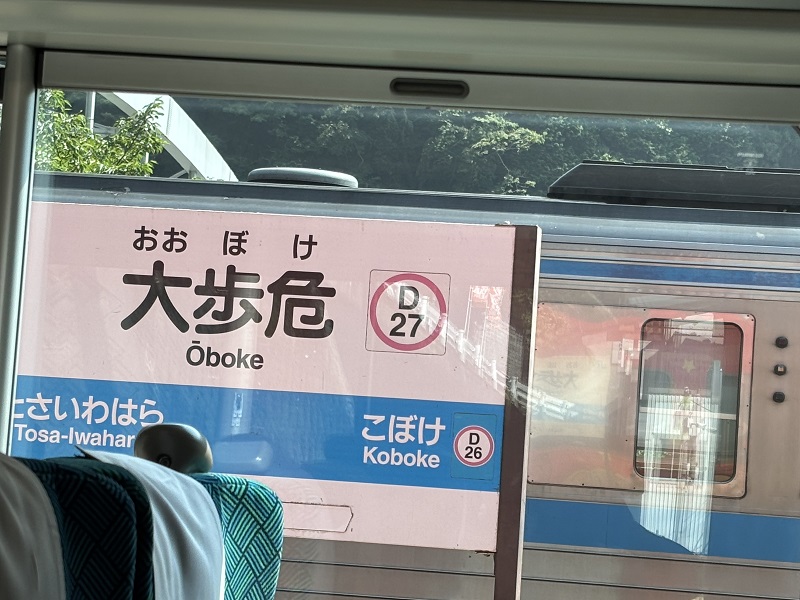 おおぼけ
大歩危
D
27
Ōboke
とさいわはら
Tosa-Iwahar
こぼけ
Koboke
D
26